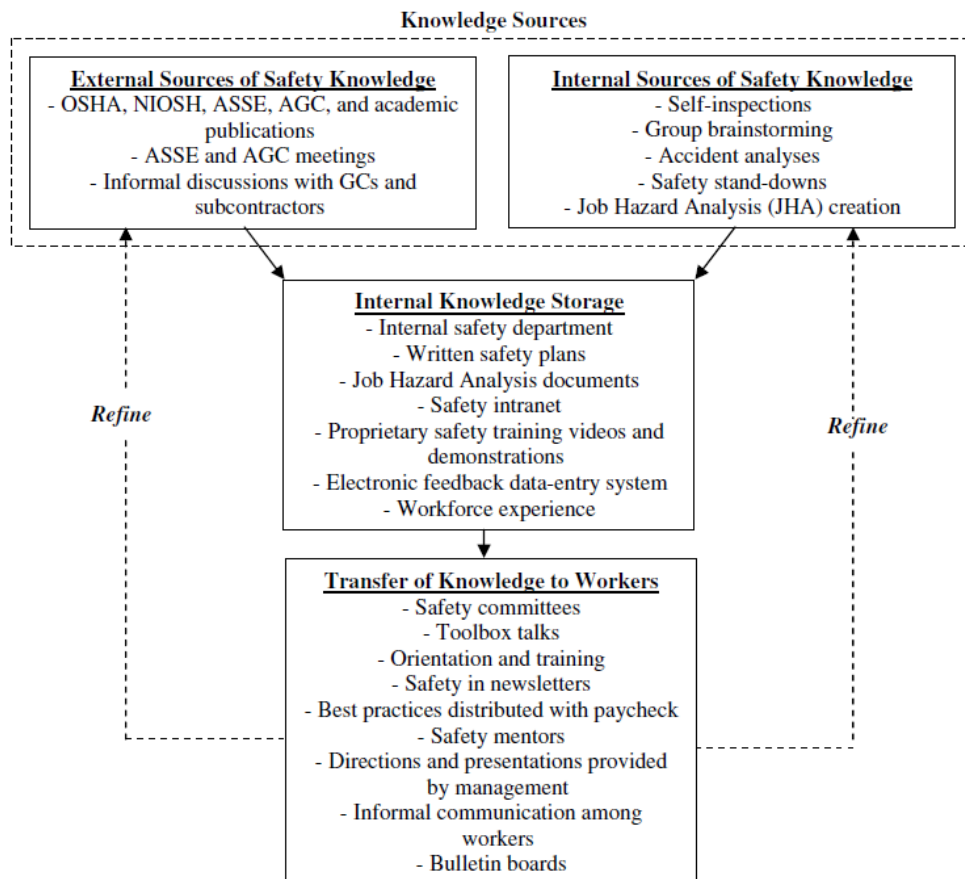 Knowledge Sources
External Sources of Safety Knowledge
- OSHA, NIOSH, ASSE, AGC, and academic
publications
- ASSE and AGC meetings
- Informal discussions with GCs and
subcontractors
Internal Sources of Safety Knowledge
- Self-inspections
- Group brainstorming
- Accident analyses
- Safety stand-downs
- Job Hazard Analysis (JHA) creation
Internal Knowledge Storage
- Internal safety department
- Written safety plans
- Job Hazard Analysis documents
- Safety intranet
- Proprietary safety training videos and
demonstrations
- Electronic feedback data-entry system
- Workforce experience
Refine
Refine
Transfer of Knowledge to Workers
- Safety committees
- Toolbox talks
- Orientation and training
- Safety in newsletters
- Best practices distributed with paycheck
- Safety mentors
- Directions and presentations provided
by management
- Informal communication among
workers
- Bulletin boards